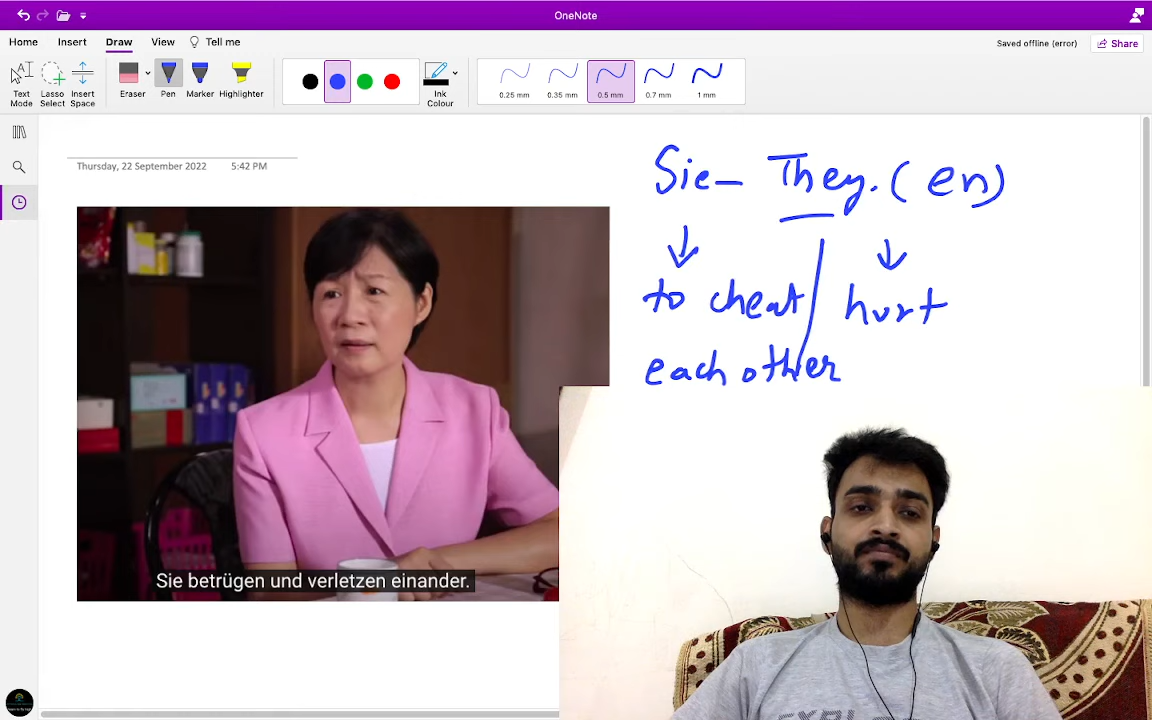 OneNote
Home Insert Draw View Tell me
Saved offline (error) Share
Text Mode
Lasso Select
Insert Space
Eraser
Pen
Marker
Highlighter
Ink Colour
0.25 mm 0.35 mm 0.5 mm 0.7 mm 1 mm
Thursday, 22 September 2022 5:42 PM
Sie – They. (en)
to cheat / hurt
each other
Sie betrügen und verletzen einander.